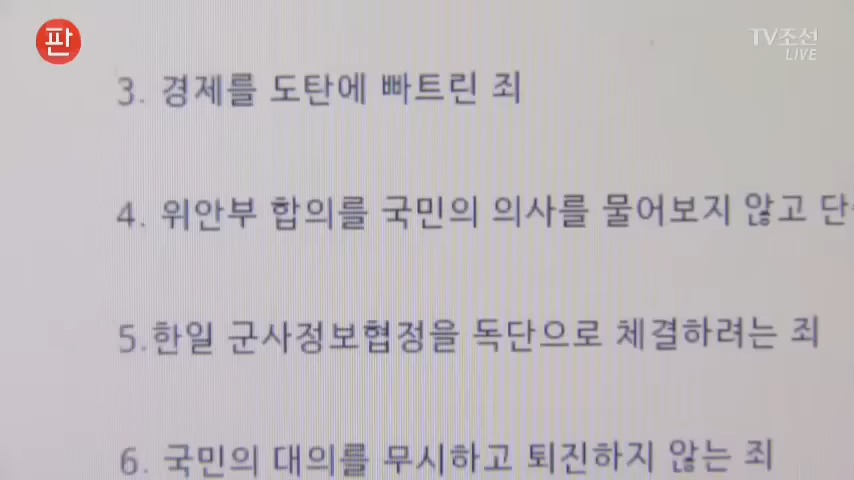 판
TV조선
LIVE
3. 경제를 도탄에 빠트린 죄
4. 위안부 합의를 국민의 의사를 물어보지 않고
5.한일 군사정보협정을 독단으로 체결하려는 죄
6. 국민의 대의를 무시하고 퇴진하지 않는 죄